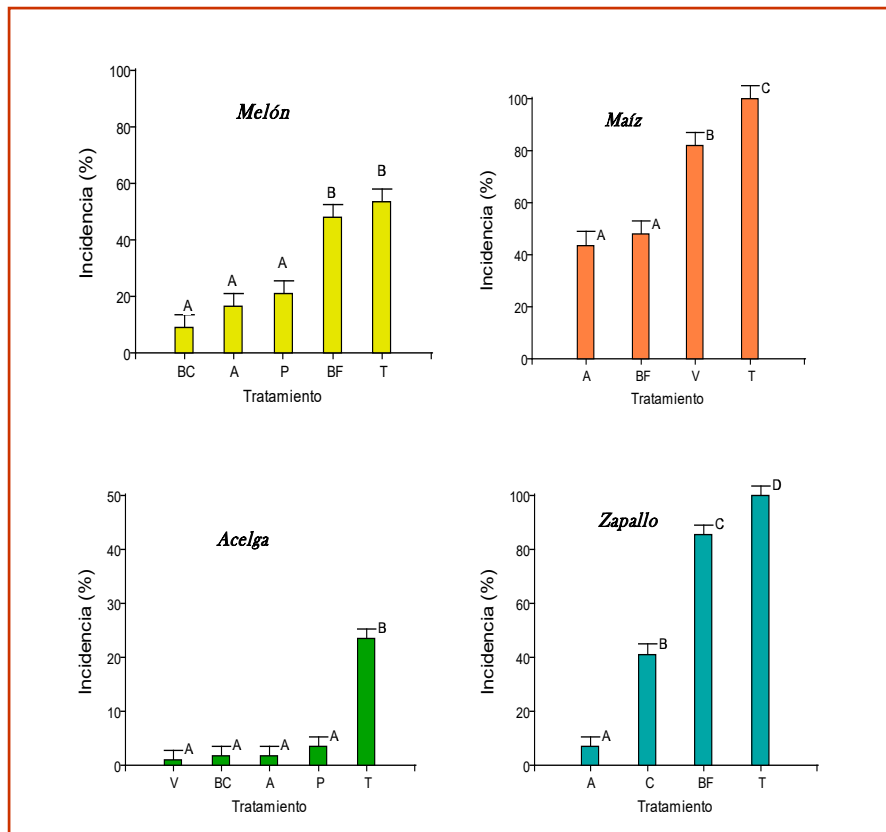 Melón
Incidencia (%)
100
80
60
40
20
0
A
A
A
B
B
BC
A
P
BF
T
Tratamiento
Maíz
Incidencia (%)
100
80
60
40
20
0
A
A
B
C
A
BF
V
T
Tratamiento
Acelga
Incidencia (%)
50
40
30
20
10
0
A
A
A
A
B
V
BC
A
P
T
Tratamiento
Zapallo
Incidencia (%)
100
80
60
40
20
0
A
B
C
D
A
C
BF
T
Tratamiento